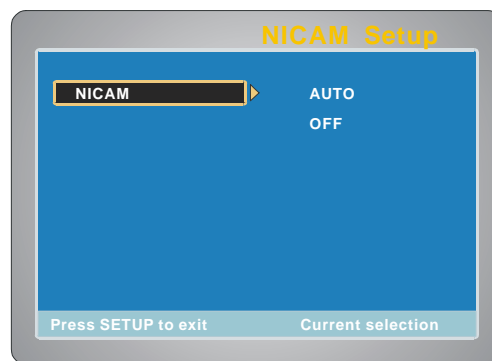 NICAM Setup
NICAM AUTO
OFF
Press SETUP to exit Current selection